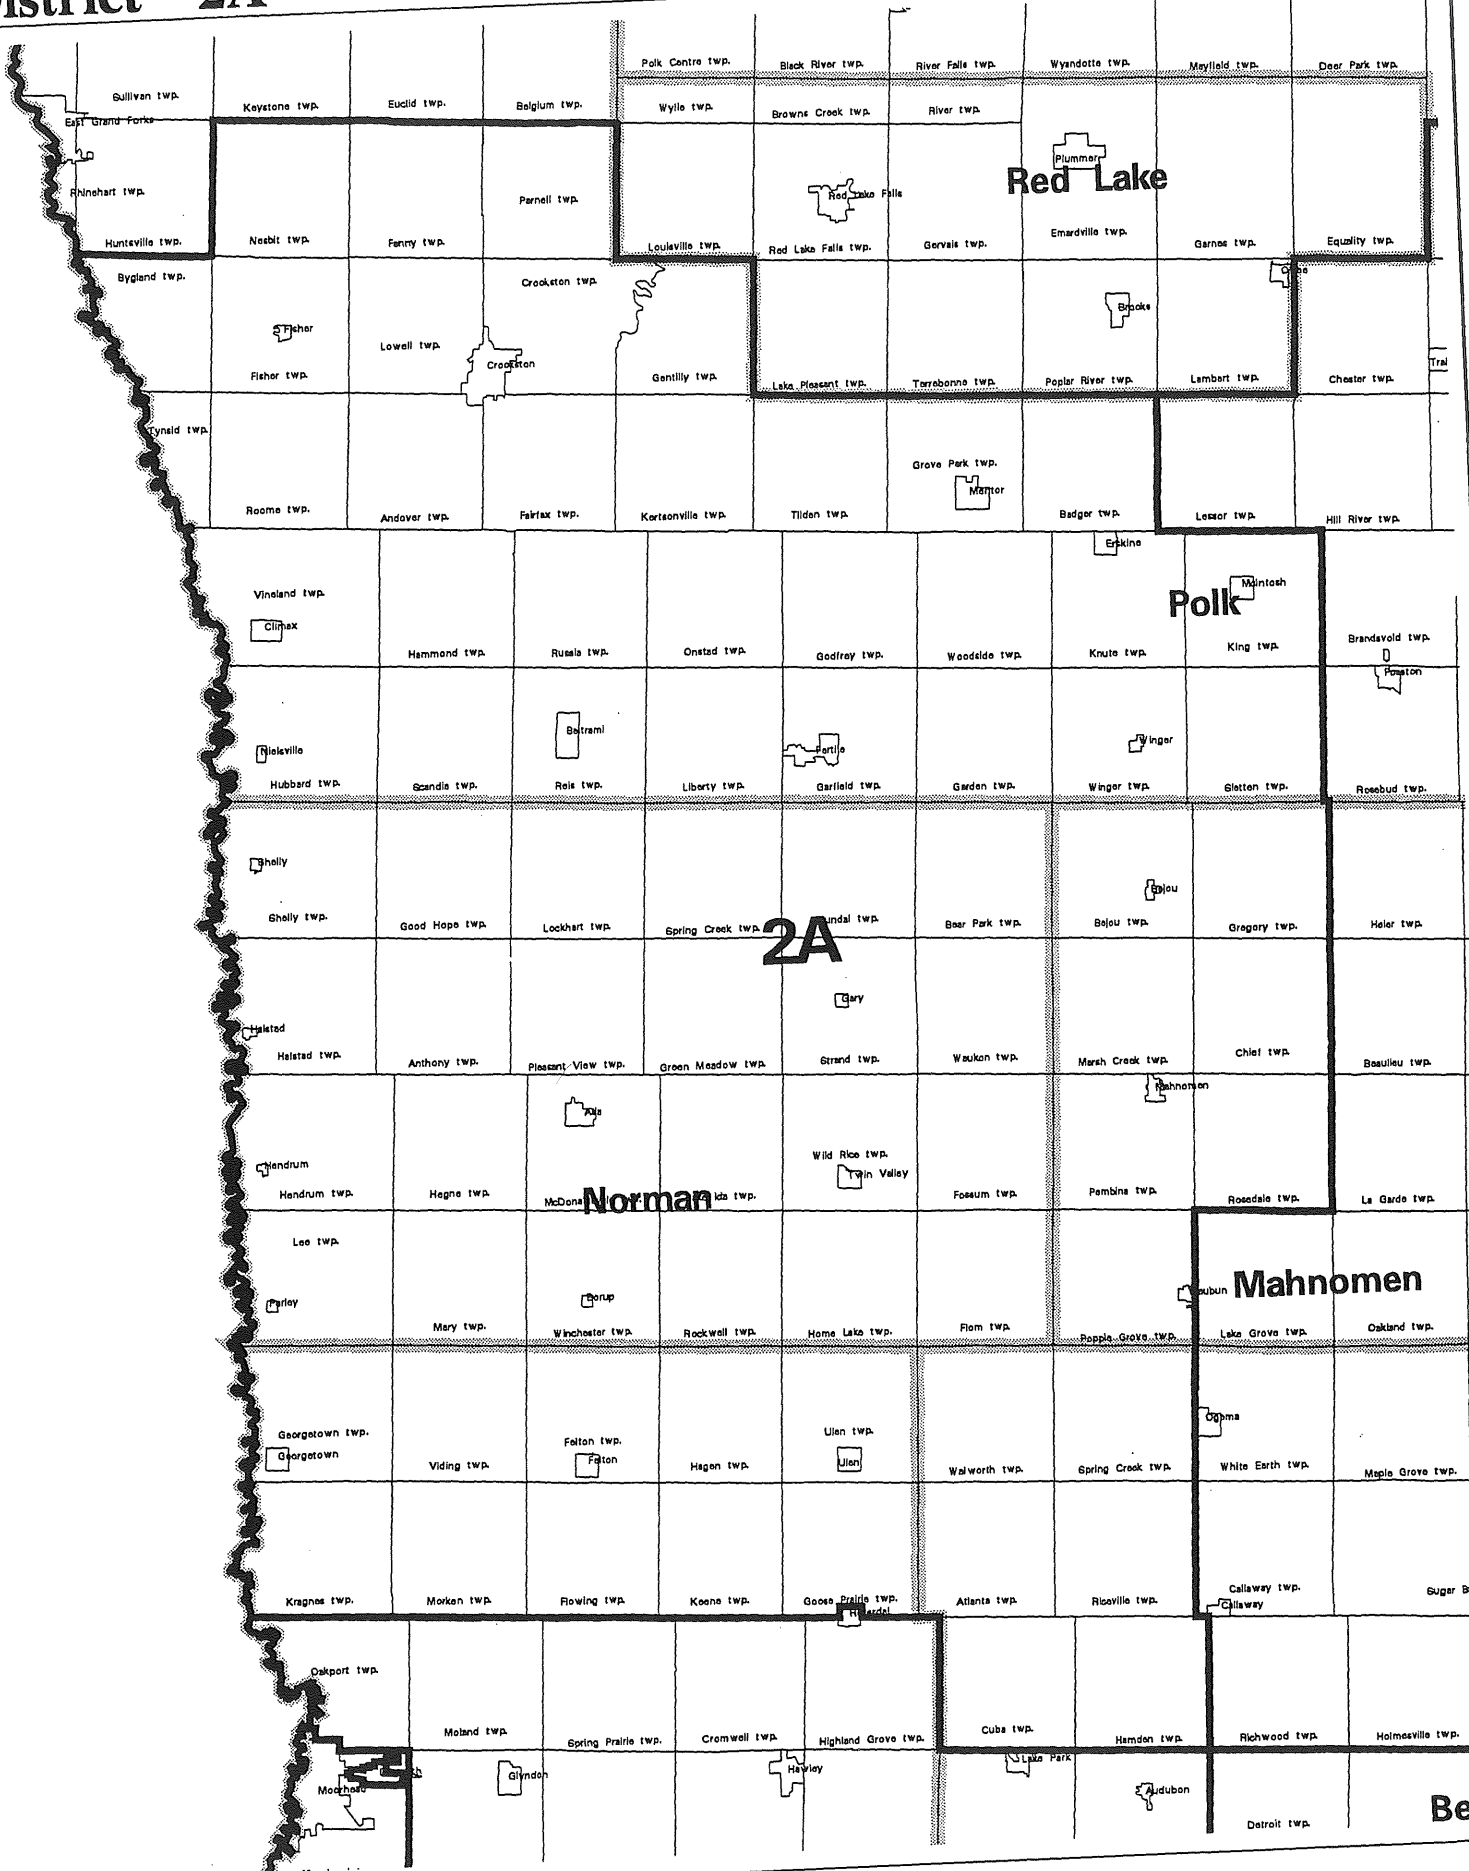 2A
Polk Centre twp. Black River twp. River Falls twp. Wyandotte twp. Mayfield twp. Deer Park twp.
Sullivan twp. Keystone twp. Euclid twp. Belgium twp. Wylie twp. Browns Creek twp. River twp.
East Grand Forks
Plummer
Red Lake
Rhinehart twp. Parnell twp. Red Lake Falls
Huntsville twp. Nesbit twp. Fanny twp. Louisville twp. Red Lake Falls twp. Gervais twp. Emardville twp. Garnes twp. Equality twp.
Bygland twp. Crookston twp.
Fisher Brooks
Lowell twp. Crookston
Fisher twp. Gentilly twp. Lake Pleasant twp. Terrebonne twp. Poplar River twp. Lambert twp. Chester twp.
Tynsid twp.
Grove Park twp.
Mentor
Roome twp. Andover twp. Fairfax twp. Kertsonville twp. Tilden twp. Badger twp. Lessor twp. Hill River twp.
Erskine
Vineland twp. Polk McIntosh
Climax
Hammond twp. Russia twp. Onstad twp. Godfrey twp. Woodside twp. Knute twp. King twp. Brandsvold twp.
Fosston
Nielsville Beltrami Fertile Winger
Hubbard twp. Scandia twp. Reis twp. Liberty twp. Garfield twp. Garden twp. Winger twp. Sletten twp. Rosebud twp.
Shelly Bejou
Shelly twp. Good Hope twp. Lockhart twp. Spring Creek twp. Bear Park twp. Bejou twp. Gregory twp. Heier twp.
2A
Gary
Halstad
Halstad twp. Anthony twp. Pleasant View twp. Green Meadow twp. Strand twp. Waukon twp. Marsh Creek twp. Chief twp. Beaulieu twp.
Ada Mahnomen
Wild Rice twp.
Hendrum Twin Valley
Hendrum twp. Hegne twp. Norman Fossum twp. Pembina twp. Rosedale twp. La Garde twp.
Lee twp.
Mahnomen
Perley Borup
Mary twp. Winchester twp. Rockwell twp. Home Lake twp. Flom twp. Popple Grove twp. Lake Grove twp. Oakland twp.
Ogema
Georgetown twp. Felton twp. Ulen twp.
Georgetown Felton Ulen
Viding twp. Hagen twp. Walworth twp. Spring Creek twp. White Earth twp. Maple Grove twp.
Kragnes twp. Morken twp. Flowing twp. Keene twp. Goose Prairie twp. Atlanta twp. Riceville twp. Callaway twp. Sugar
Callaway
Oakport twp.
Moland twp. Spring Prairie twp. Cromwell twp. Highland Grove twp. Cuba twp. Hamden twp. Richwood twp. Holmesville twp.
Moorhead Glyndon Hawley Lake Park Audubon
Detroit twp. Be